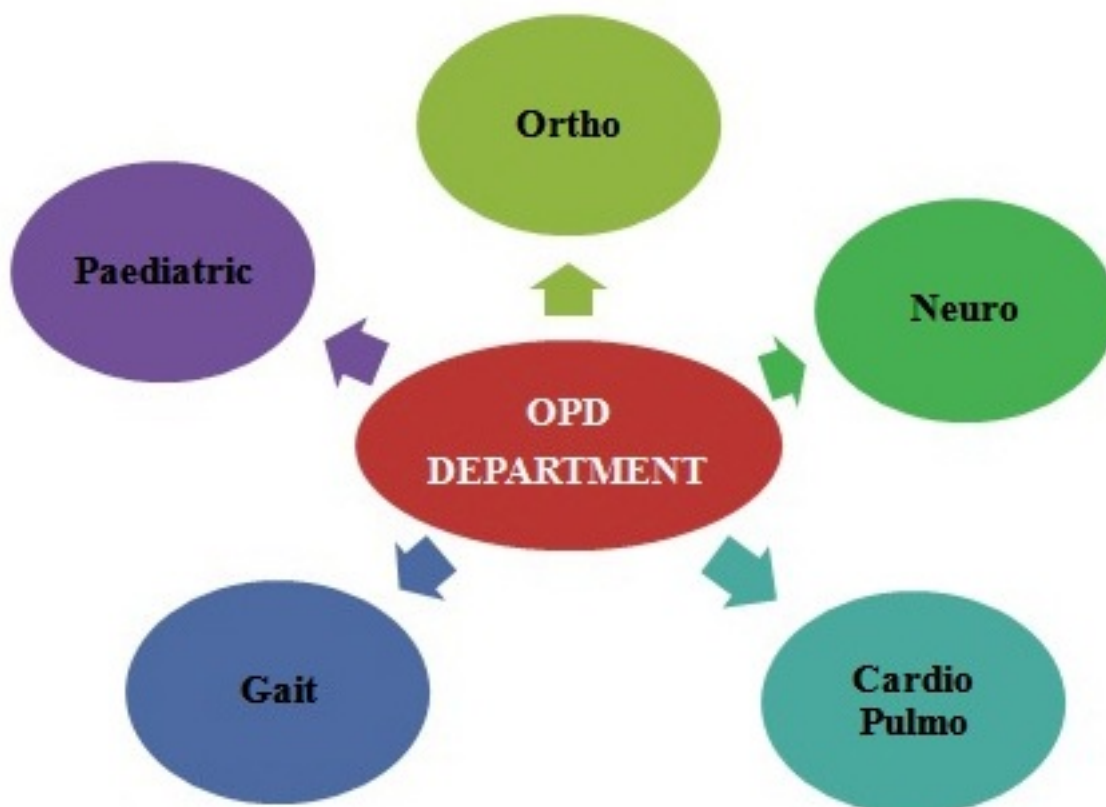 Ortho
Paediatric
Neuro
OPD
DEPARTMENT
Gait
Cardio
Pulmo